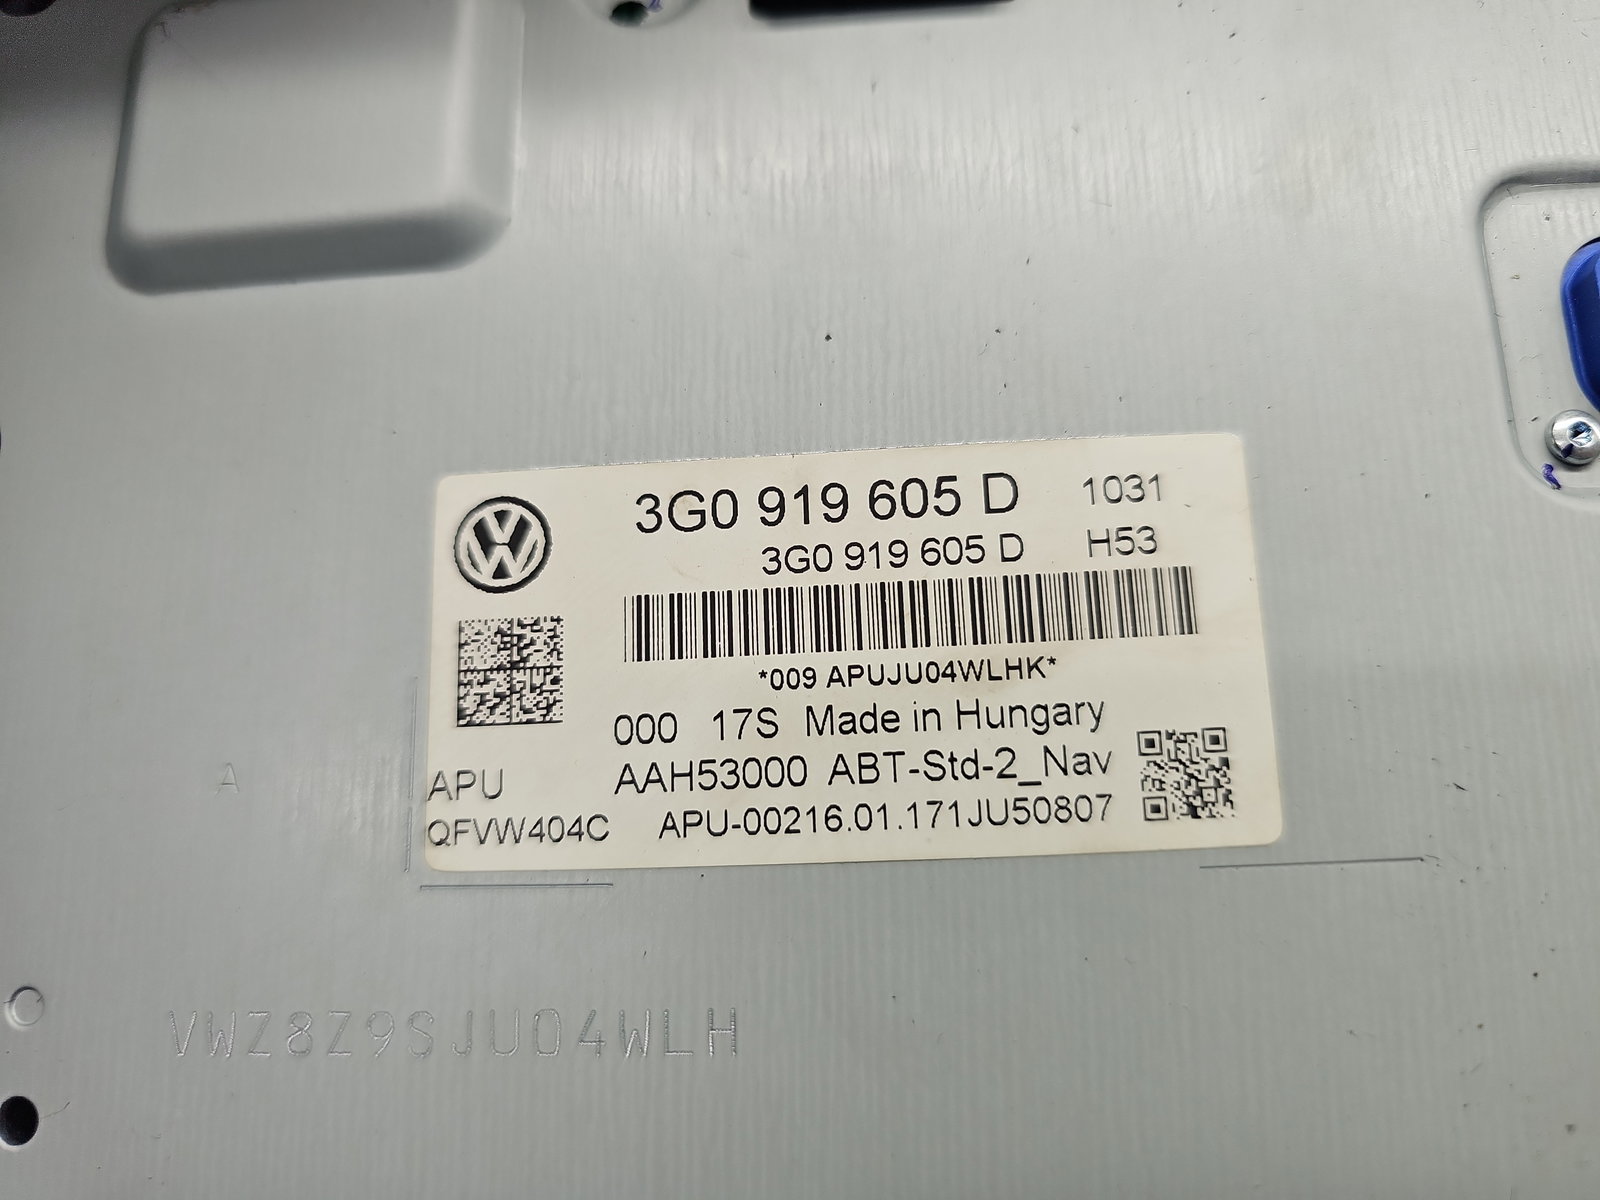 3G0 919 605 D 1031
3G0 919 605 D H53
*009 APUJU04WLHK*
000 17S Made in Hungary
APU AAH53000 ABT-Std-2_Nav
QFVW404C APU-00216.01.171JU50807
A
VWZ8Z9SJU04WLH